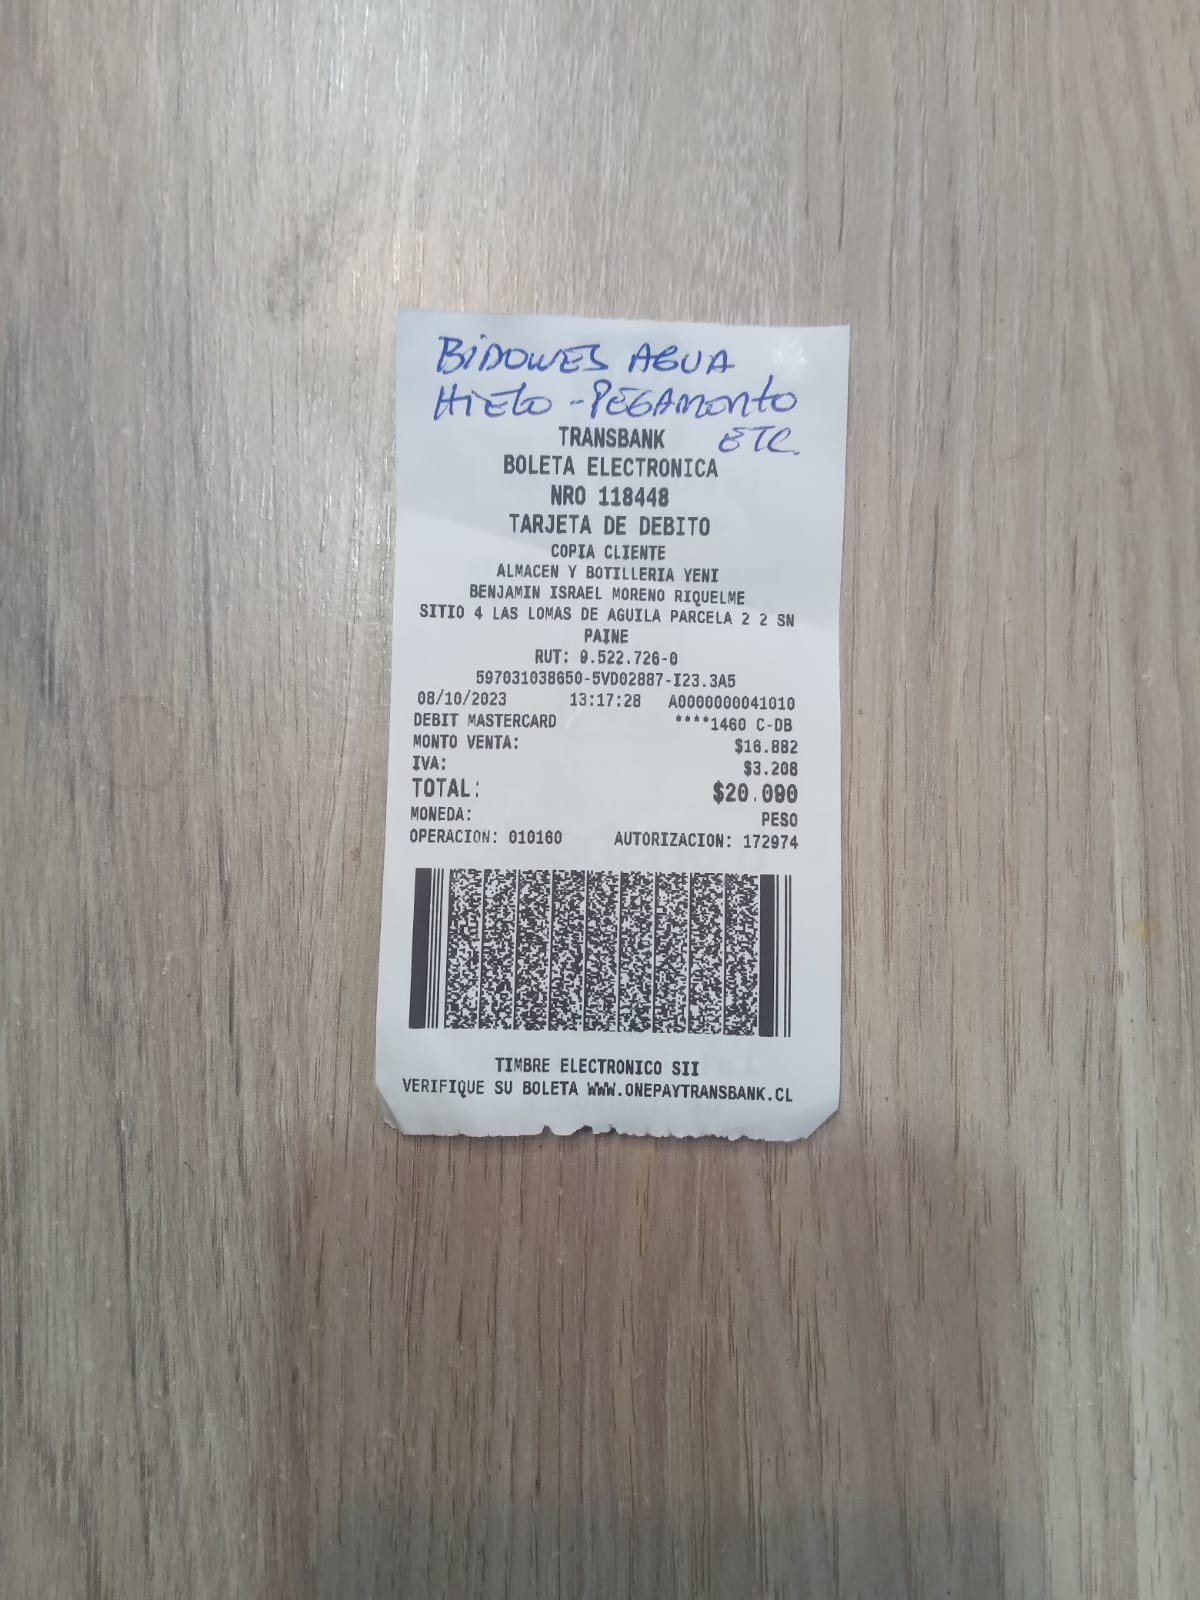 BIDONES AGUA
HIELO - PEGAMENTO
ETC.
TRANSBANK
BOLETA ELECTRONICA
NRO 118448
TARJETA DE DEBITO
COPIA CLIENTE
ALMACEN Y BOTILLERIA YENI
BENJAMIN ISRAEL MORENO RIQUELME
SITIO 4 LAS LOMAS DE AGUILA PARCELA 2 2 SN
PAINE
RUT: 9.522.726-0
597031038650-5VD02887-I23.3A5
08/10/2023 13:17:28 A0000000041010
DEBIT MASTERCARD ****1460 C-DB
MONTO VENTA: $16.882
IVA: $3.208
TOTAL: $20.090
MONEDA: PESO
OPERACION: 010160 AUTORIZACION: 172974
TIMBRE ELECTRONICO SII
VERIFIQUE SU BOLETA WWW.ONEPAYTRANSBANK.CL